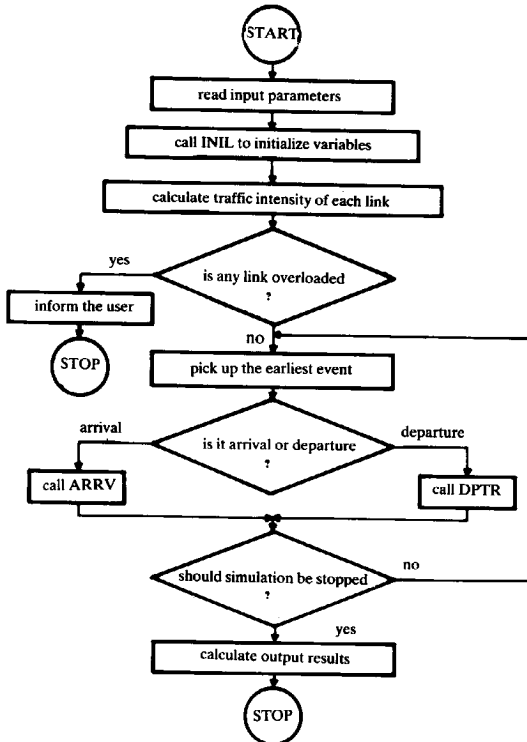 START
read input parameters
call INIL to initialize variables
calculate traffic intensity of each link
yes
is any link overloaded
?
inform the user
no
STOP
pick up the earliest event
arrival
departure
is it arrival or departure
?
call ARRV
call DPTR
no
should simulation be stopped
?
yes
calculate output results
STOP